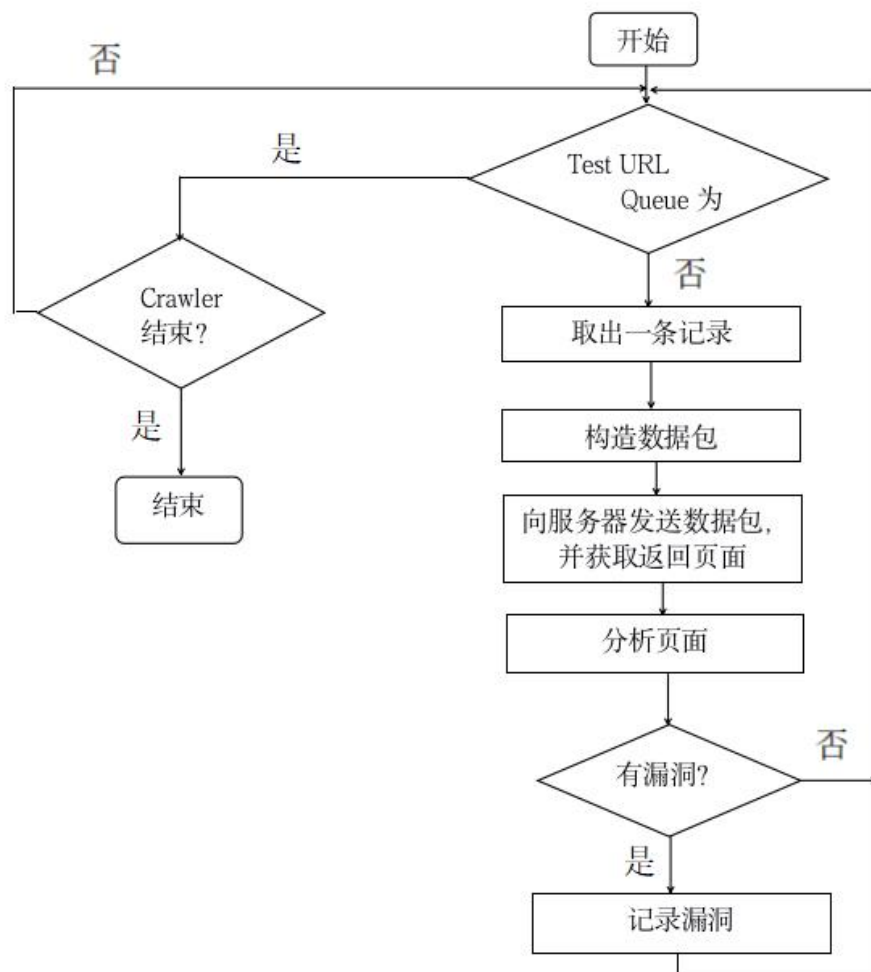 开始
否
是
Test URL
Queue 为
否
Crawler
结束?
取出一条记录
是
构造数据包
结束
向服务器发送数据包,
并获取返回页面
分析页面
有漏洞?
否
是
记录漏洞